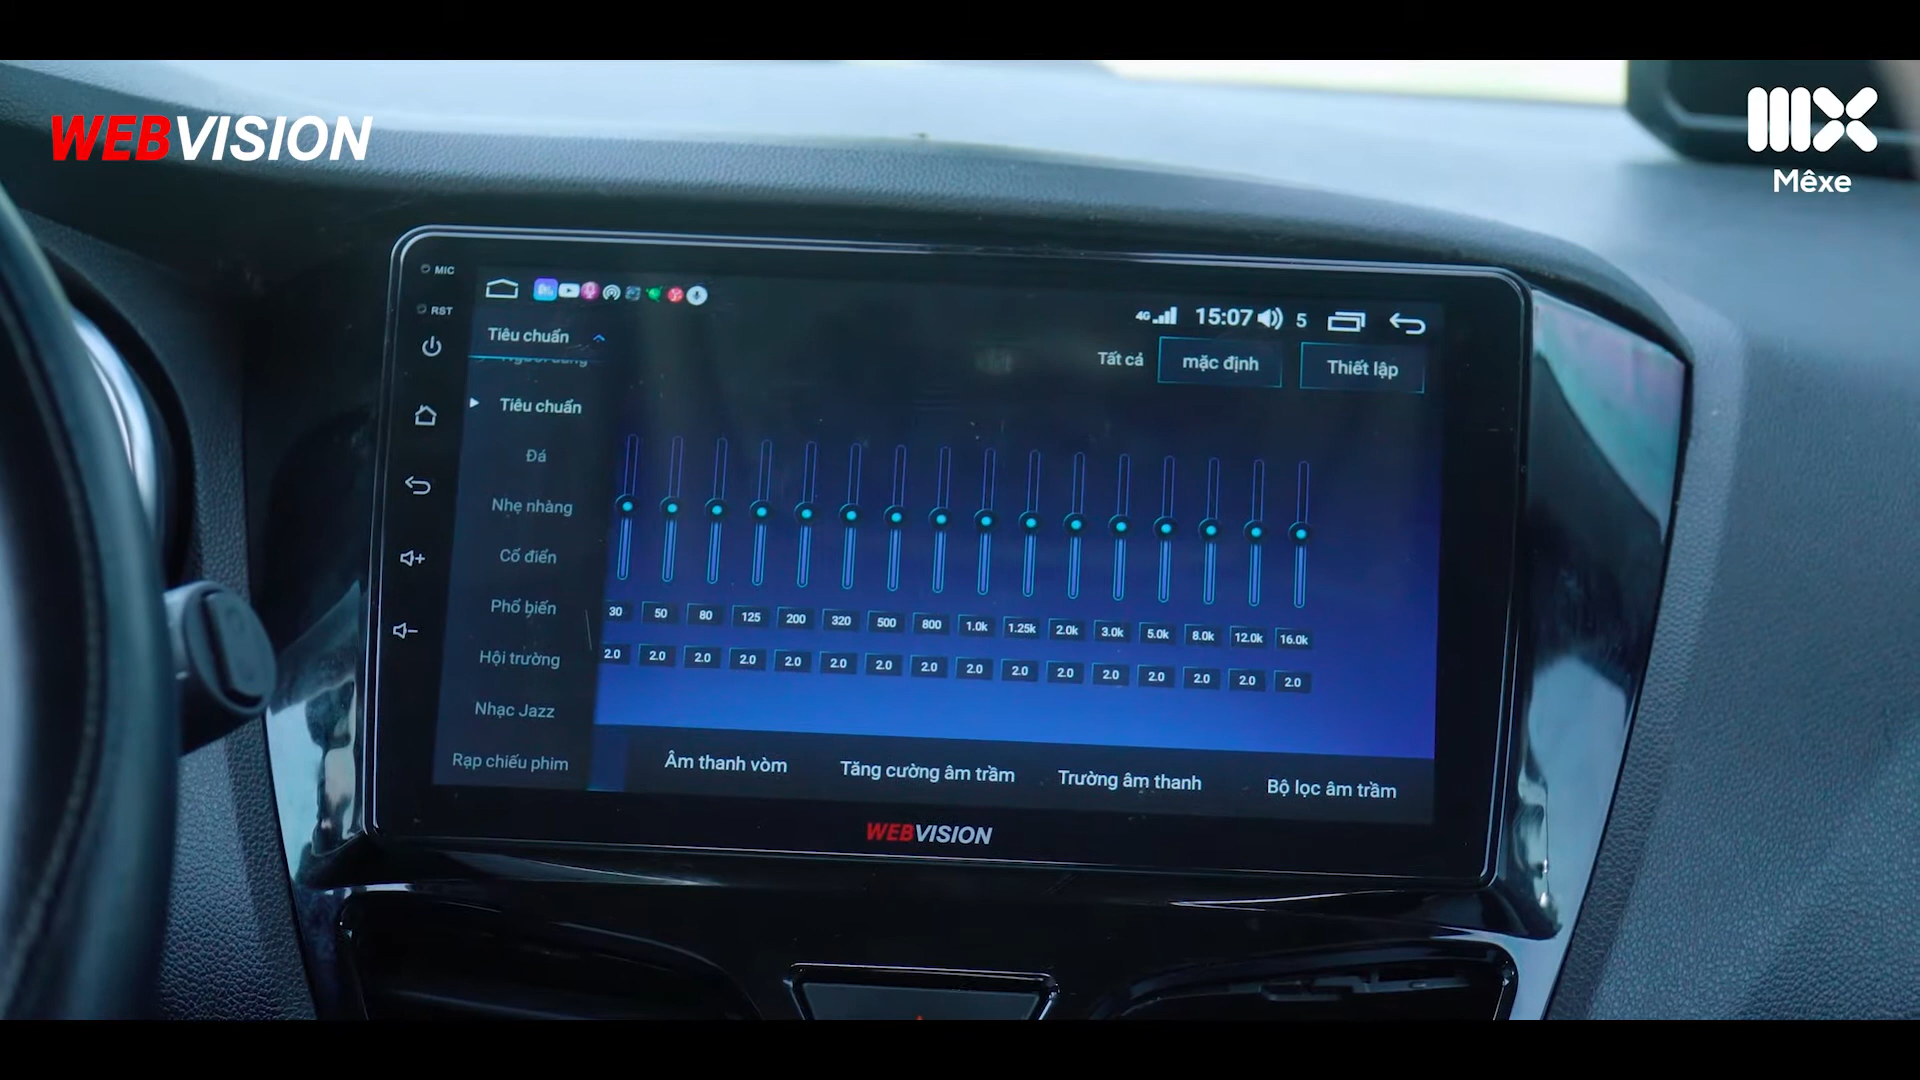 WEBVISION
Mêxe
MIC
RST
4G 15:07 5
Tiêu chuẩn
Tất cả mặc định Thiết lập
Tiêu chuẩn
Đá
Nhẹ nhàng
Cổ điển
Phổ biến
Hội trường
Nhạc Jazz
Rạp chiếu phim
30 50 80 125 200 320 500 800 1.0k 1.25k 2.0k 3.0k 5.0k 8.0k 12.0k 16.0k
2.0 2.0 2.0 2.0 2.0 2.0 2.0 2.0 2.0 2.0 2.0 2.0 2.0 2.0 2.0 2.0
Âm thanh vòm Tăng cường âm trầm Trường âm thanh Bộ lọc âm trầm
WEBVISION